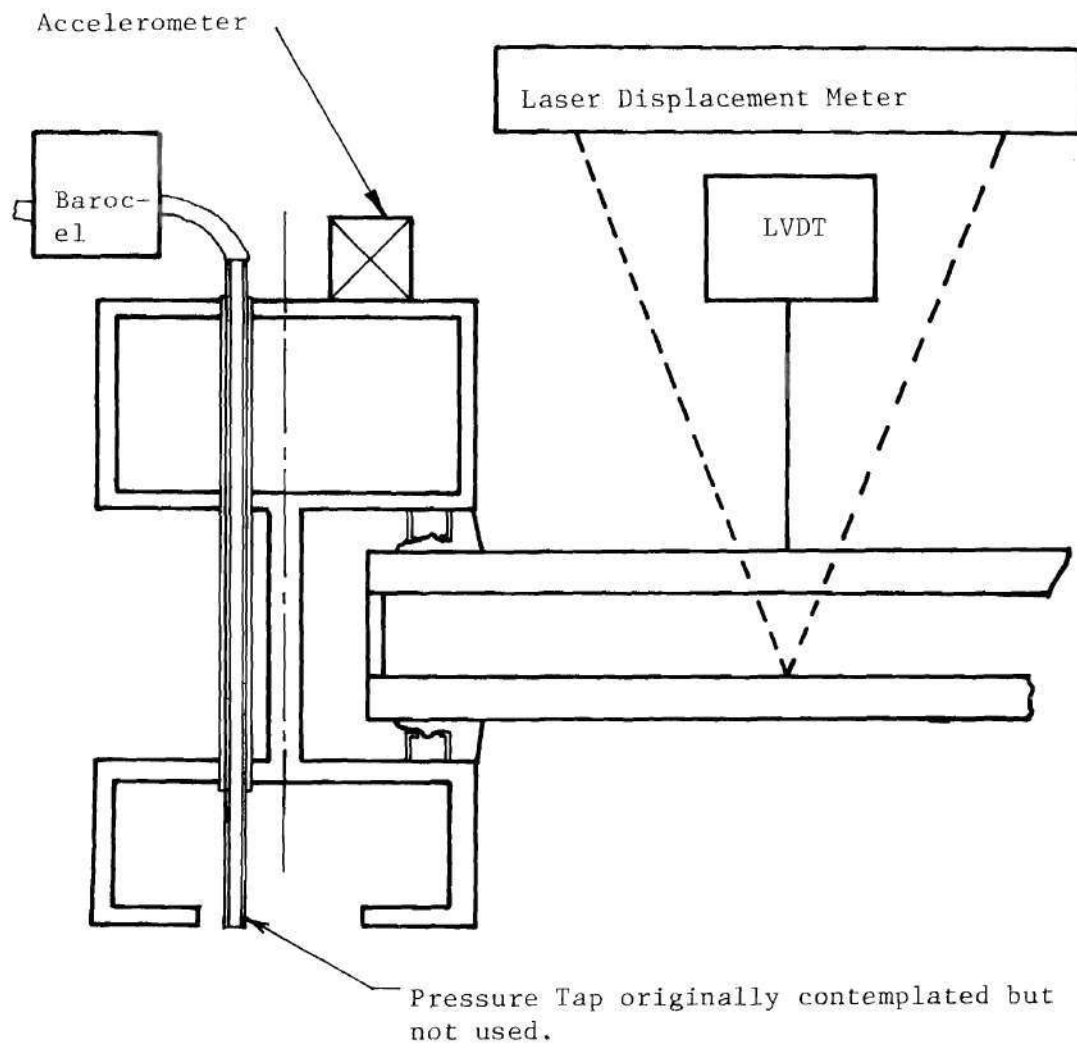 Accelerometer
Laser Displacement Meter
Baroc-
el
LVDT
Pressure Tap originally contemplated but
not used.